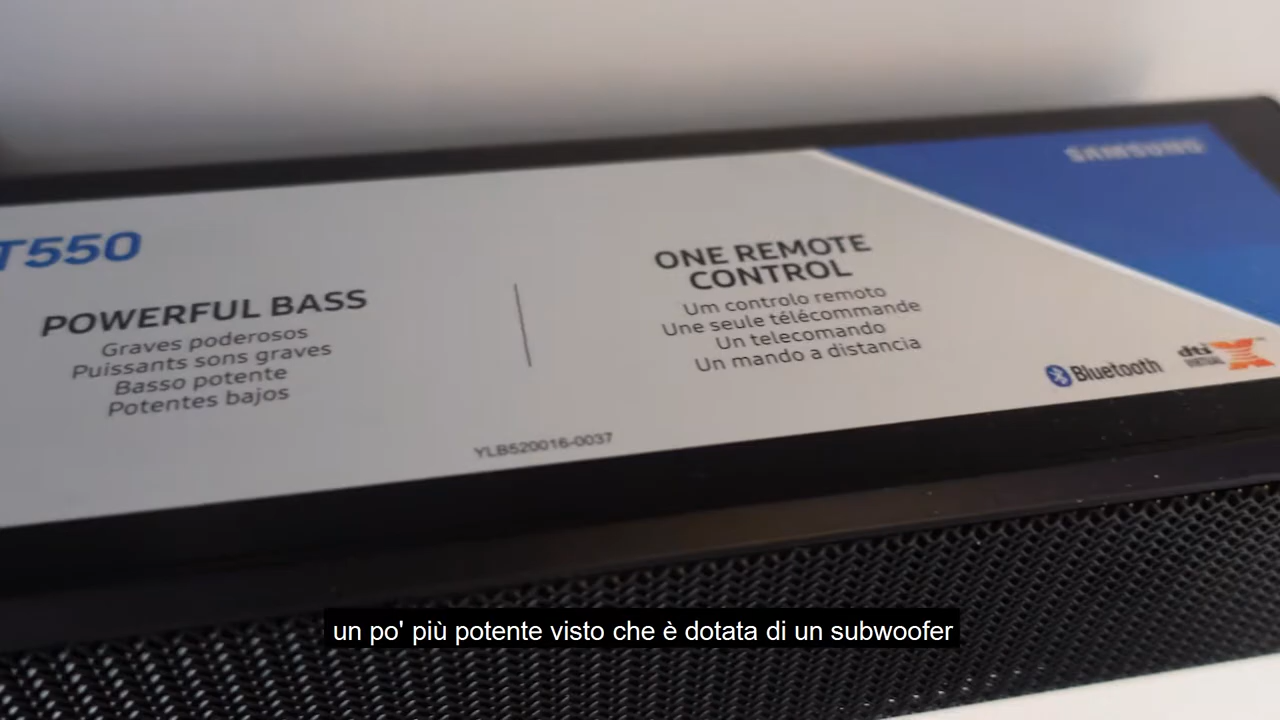 SAMSUNG
T550
POWERFUL BASS
Graves poderosos
Puissants sons graves
Basso potente
Potentes bajos
ONE REMOTE
CONTROL
Um controlo remoto
Une seule télécommande
Un telecomando
Un mando a distancia
Bluetooth
dts
VIRTUAL X
YLB520016-0037
un po' più potente visto che è dotata di un subwoofer